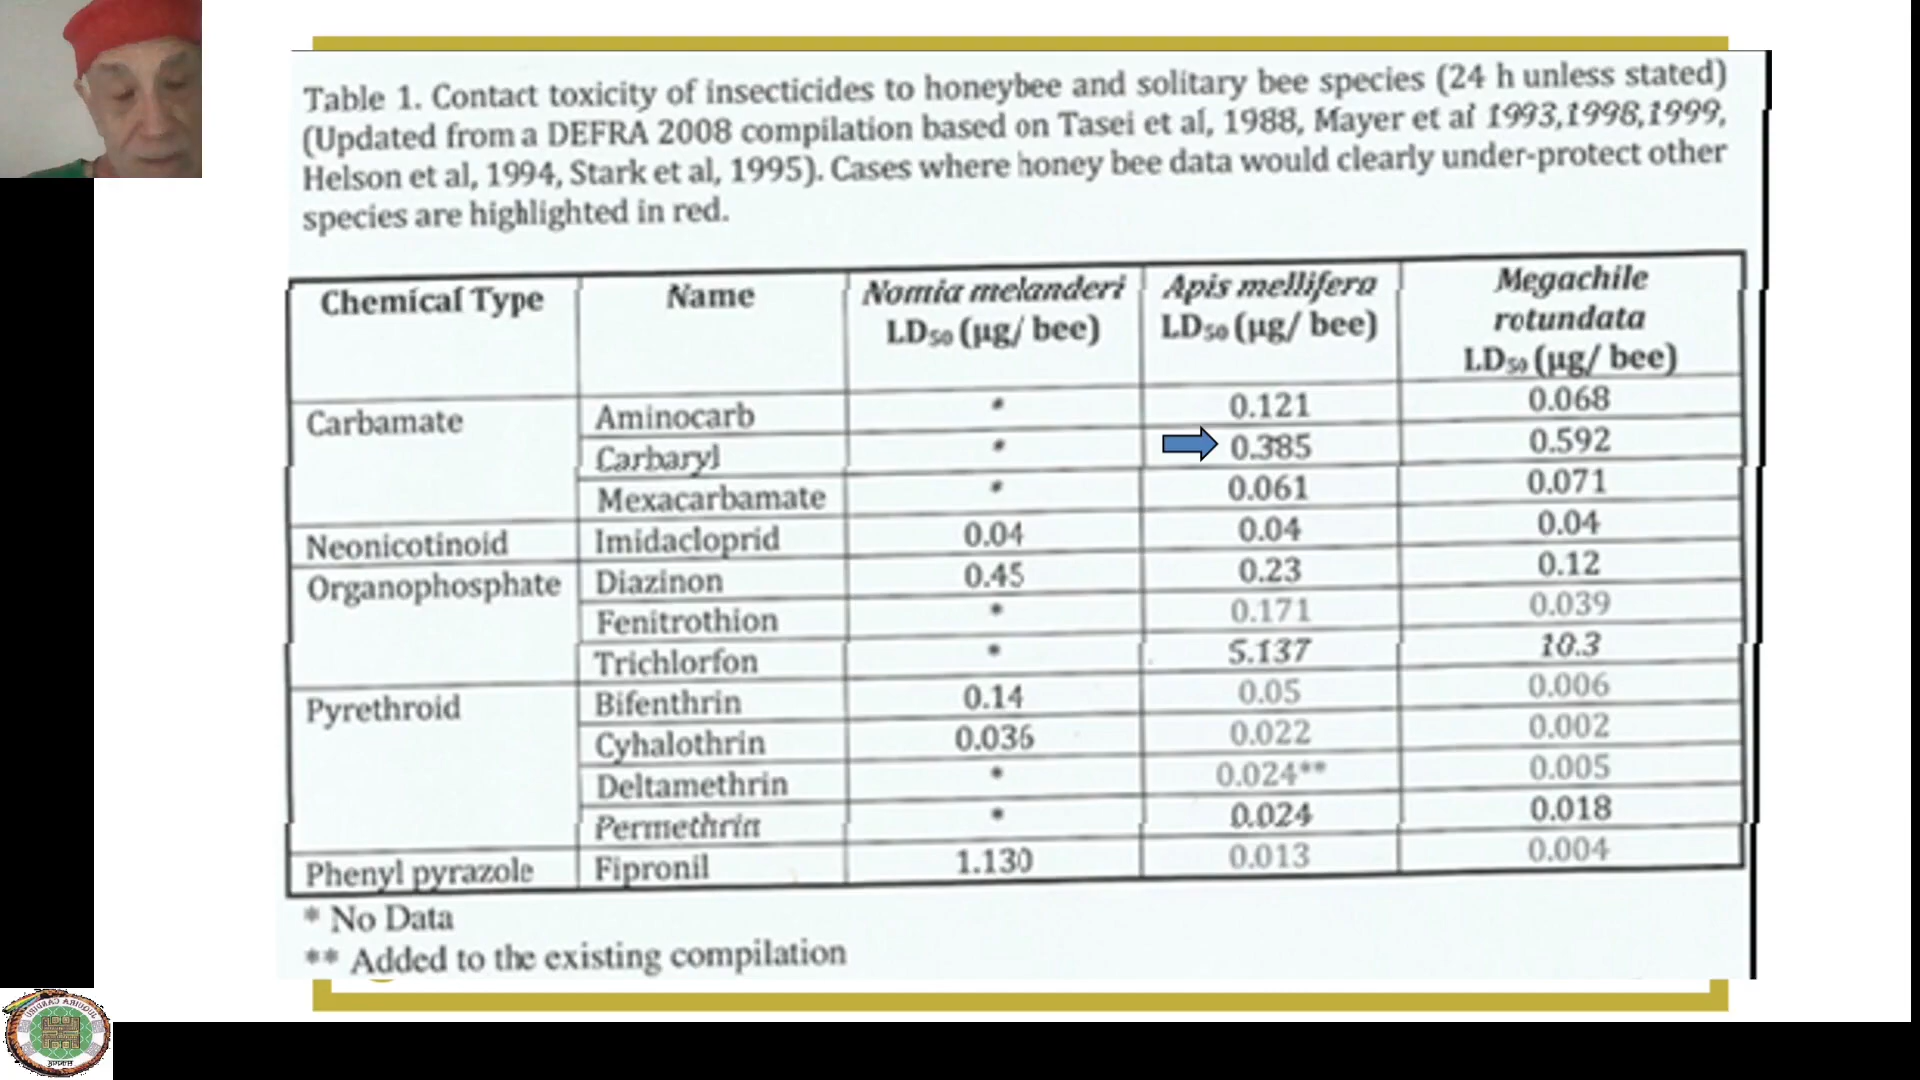 Table 1. Contact toxicity of insecticides to honeybee and solitary bee species (24 h unless stated)
(Updated from a DEFRA 2008 compilation based on Tasei et al, 1988, Mayer et al 1993,1998,1999,
Helson et al, 1994, Stark et al, 1995). Cases where honey bee data would clearly under-protect other
species are highlighted in red.
Chemical Type Name Nomia melanderi LD₅₀ (µg/ bee) Apis mellifera LD₅₀ (µg/ bee) Megachile rotundata LD₅₀ (µg/ bee)
Carbamate Aminocarb * 0.121 0.068
Carbaryl * 0.385 0.592
Mexacarbamate * 0.061 0.071
Neonicotinoid Imidacloprid 0.04 0.04 0.04
Organophosphate Diazinon 0.45 0.23 0.12
Fenitrothion * 0.171 0.039
Trichlorfon * 5.137 10.3
Pyrethroid Bifenthrin 0.14 0.05 0.006
Cyhalothrin 0.036 0.022 0.002
Deltamethrin * 0.024** 0.005
Permethrin * 0.024 0.018
Phenyl pyrazole Fipronil 1.130 0.013 0.004
* No Data
** Added to the existing compilation